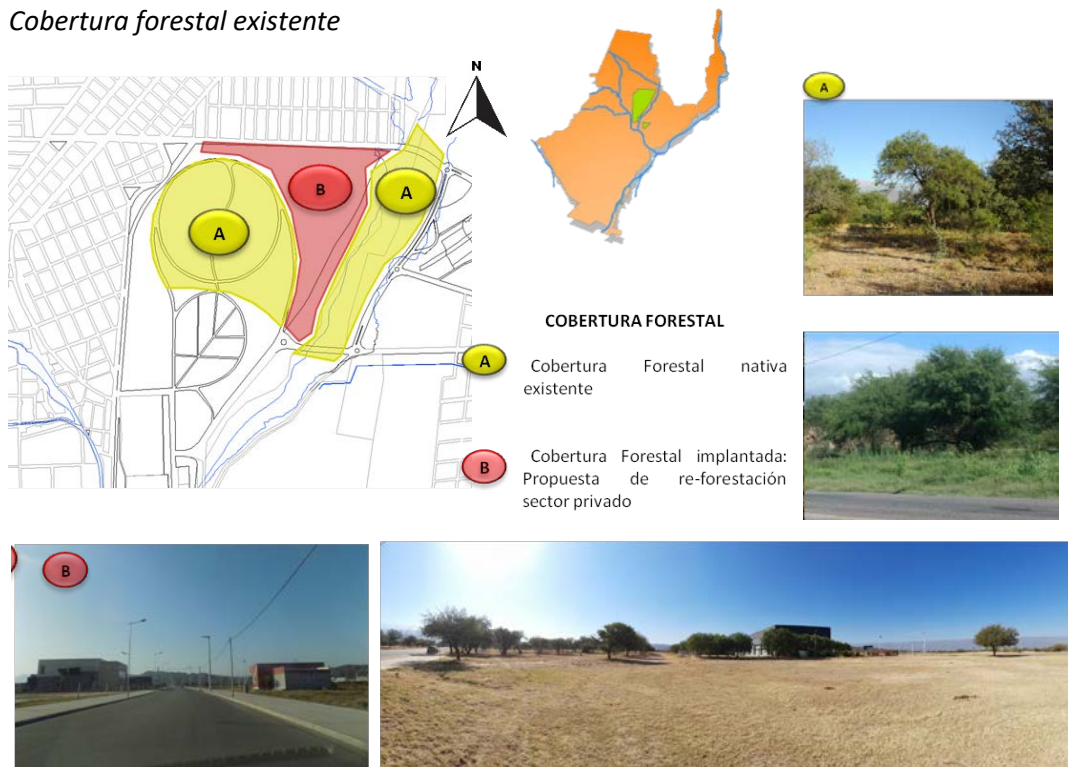 Cobertura forestal existente
N
A
B
A
A
COBERTURA FORESTAL
A
Cobertura Forestal nativa
existente
B
Cobertura Forestal implantada:
Propuesta de re-forestación
sector privado
B